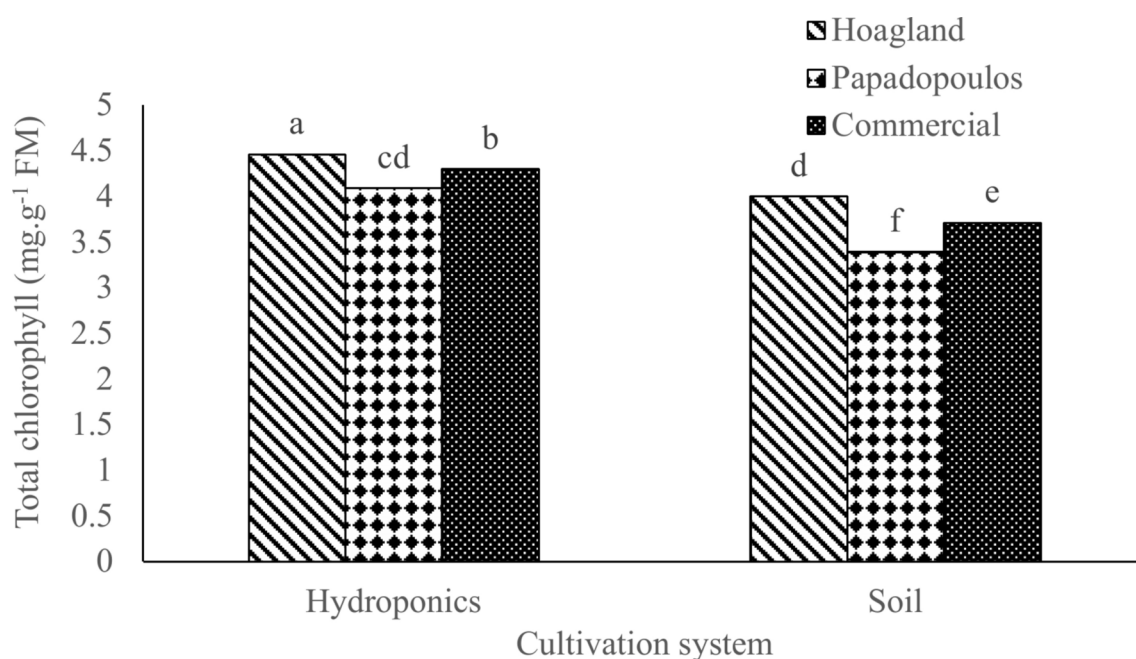 Hoagland
Papadopoulos
Commercial
Total chlorophyll (mg.g⁻¹ FM)
5
4.5
4
3.5
3
2.5
2
1.5
1
0.5
0
a
cd
b
d
f
e
Hydroponics
Soil
Cultivation system